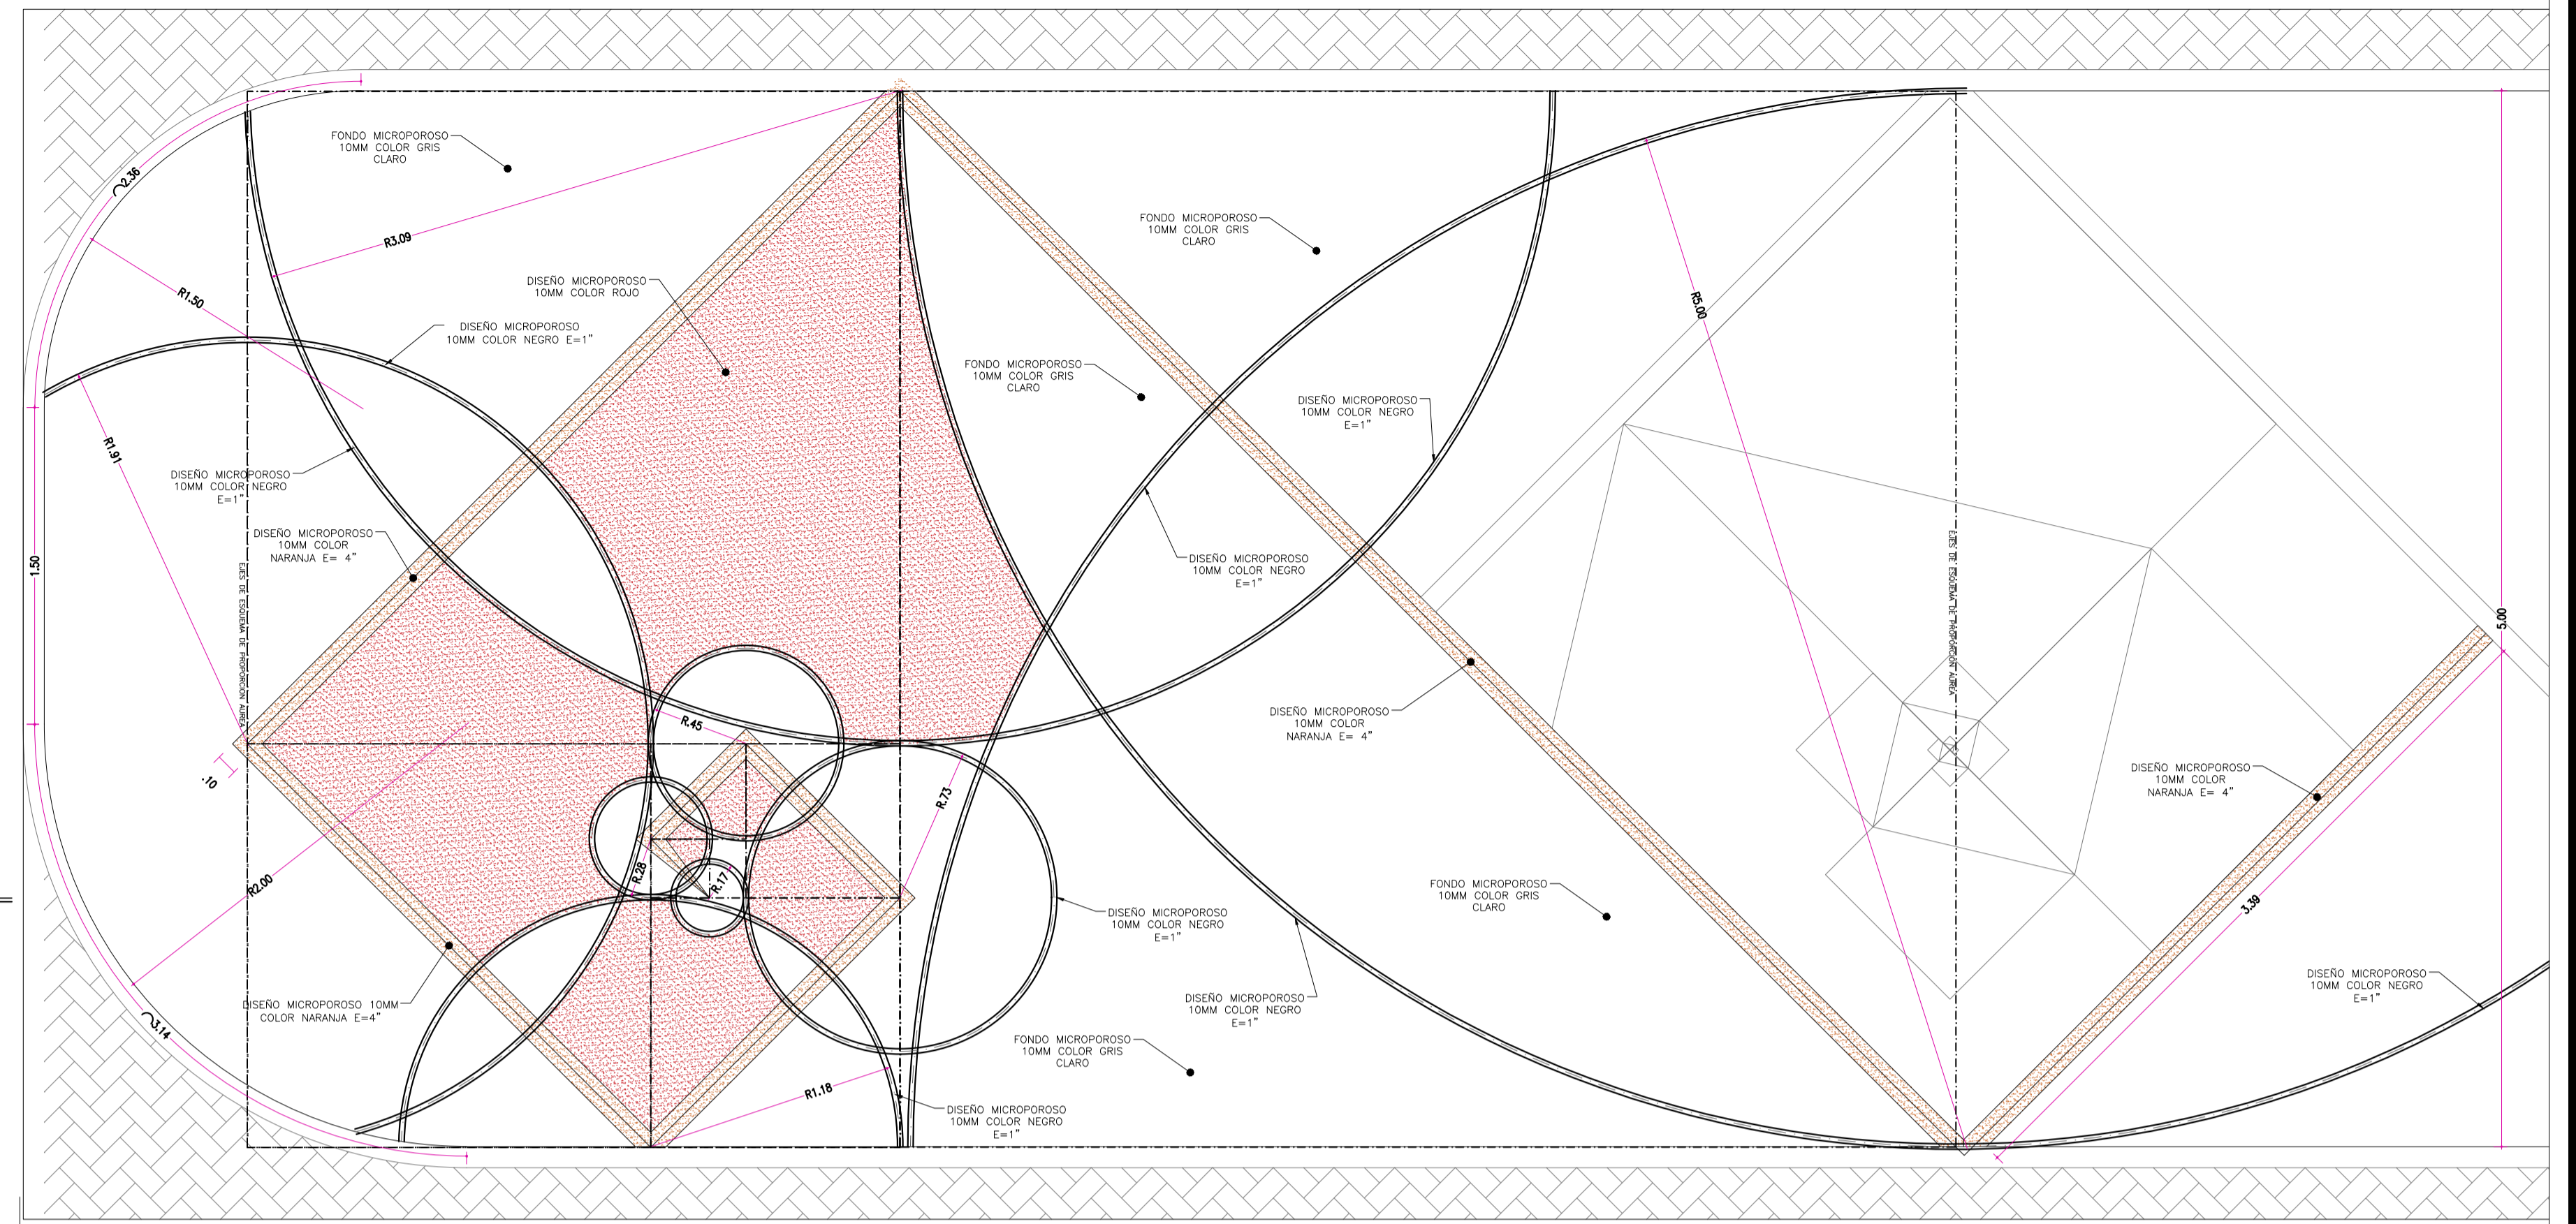 FONDO MICROPOROSO
10MM COLOR GRIS
CLARO
2.36
R3.09
FONDO MICROPOROSO
10MM COLOR GRIS
CLARO
DISEÑO MICROPOROSO
10MM COLOR ROJO
R1.50
R5.00
DISEÑO MICROPOROSO
10MM COLOR NEGRO E=1"
FONDO MICROPOROSO
10MM COLOR GRIS
CLARO
DISEÑO MICROPOROSO
10MM COLOR NEGRO
E=1"
R1.91
DISEÑO MICROPOROSO
10MM COLOR NEGRO
E=1"
DISEÑO MICROPOROSO
10MM COLOR
NARANJA E= 4"
1.50
DISEÑO MICROPOROSO
10MM COLOR NEGRO
E=1"
EJES DE ESQUEMA DE PROPORCION AUREA
EJES DE ESQUEMA DE PROPORCION AUREA
5.00
R.45
DISEÑO MICROPOROSO
10MM COLOR
NARANJA E= 4"
.10
R.73
DISEÑO MICROPOROSO
10MM COLOR
NARANJA E= 4"
R2.00
R.28
R.17
FONDO MICROPOROSO
10MM COLOR GRIS
CLARO
3.39
DISEÑO MICROPOROSO
10MM COLOR NEGRO
E=1"
DISEÑO MICROPOROSO
10MM COLOR NEGRO
E=1"
DISEÑO MICROPOROSO 10MM
COLOR NARANJA E=4"
DISEÑO MICROPOROSO
10MM COLOR NEGRO
E=1"
3.14
FONDO MICROPOROSO
10MM COLOR GRIS
CLARO
R1.18
DISEÑO MICROPOROSO
10MM COLOR NEGRO
E=1"